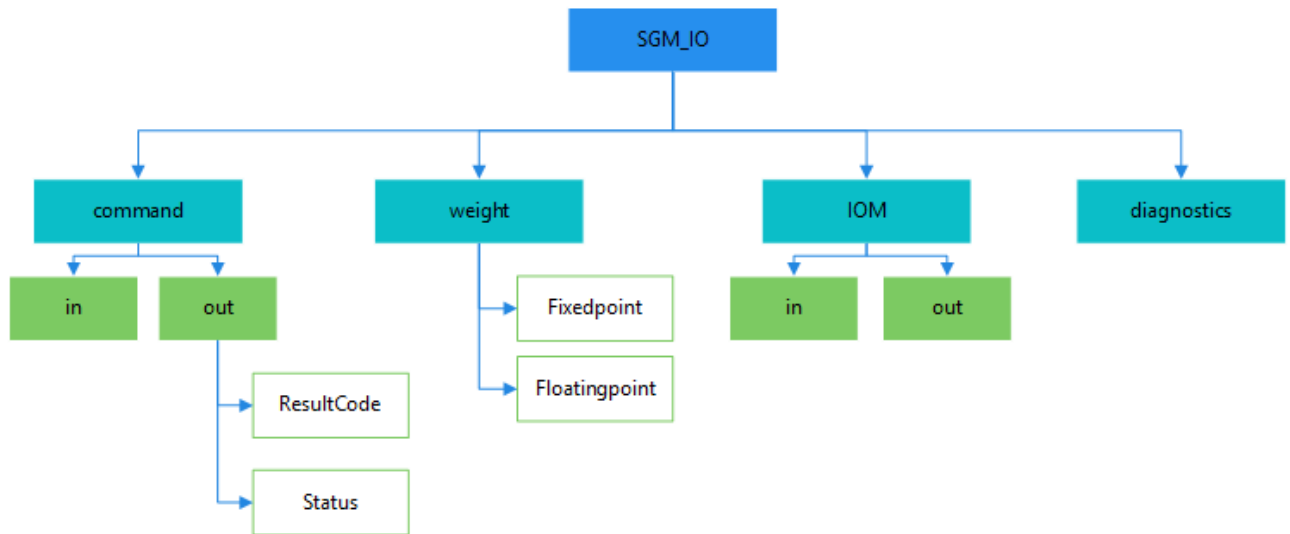 SGM_IO
command
weight
IOM
diagnostics
in
out
Fixedpoint
in
out
Floatingpoint
ResultCode
Status